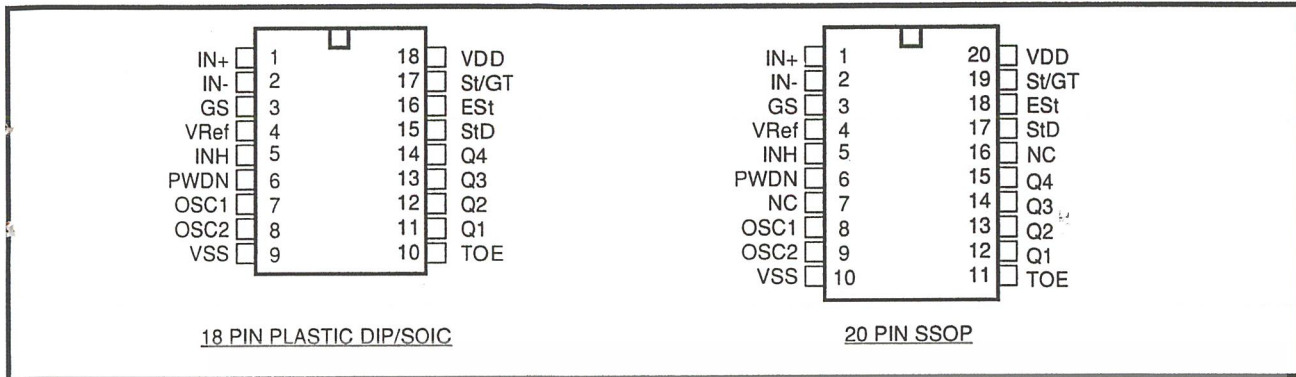 IN+ 1 18 VDD
IN- 2 17 St/GT
GS 3 16 ESt
VRef 4 15 StD
INH 5 14 Q4
PWDN 6 13 Q3
OSC1 7 12 Q2
OSC2 8 11 Q1
VSS 9 10 TOE
18 PIN PLASTIC DIP/SOIC
IN+ 1 20 VDD
IN- 2 19 St/GT
GS 3 18 ESt
VRef 4 17 StD
INH 5 16 NC
PWDN 6 15 Q4
NC 7 14 Q3
OSC1 8 13 Q2
OSC2 9 12 Q1
VSS 10 11 TOE
20 PIN SSOP